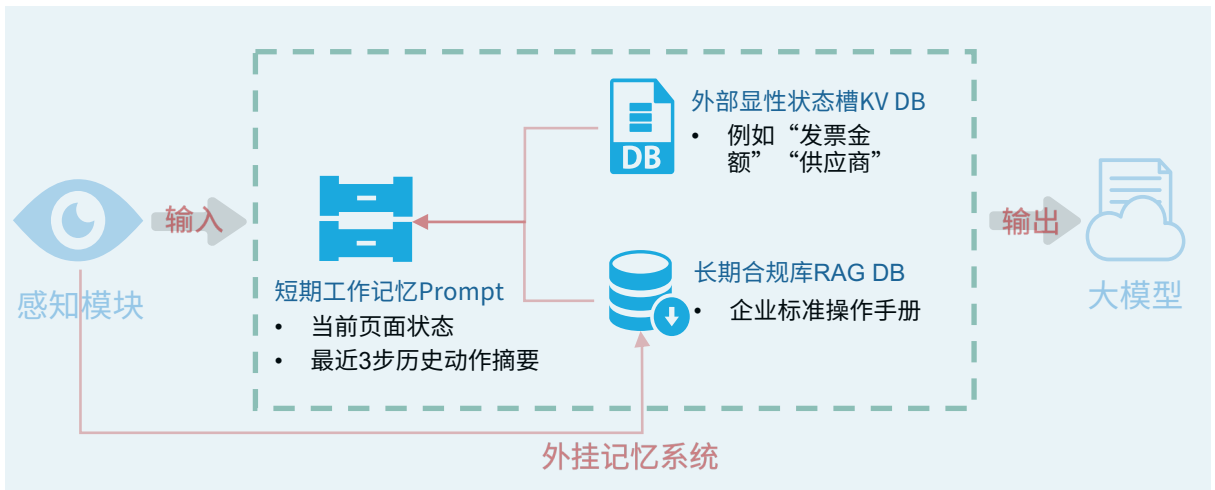 外部显性状态槽KV DB
• 例如“发票金
额”“供应商”
DB
输入
输出
感知模块
短期工作记忆Prompt
• 当前页面状态
• 最近3步历史动作摘要
长期合规库RAG DB
• 企业标准操作手册
大模型
外挂记忆系统